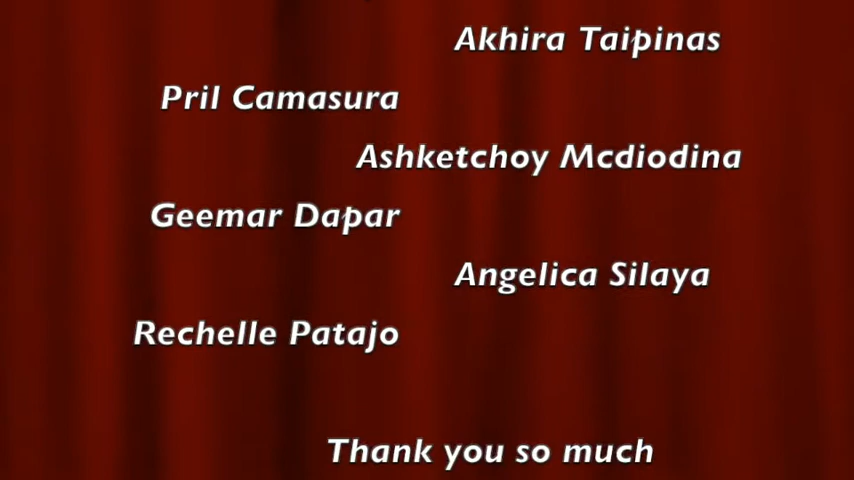 Akhira Taipinas
Pril Camasura
Ashketchoy Mcdiodina
Geemar Dapar
Angelica Silaya
Rechelle Patajo
Thank you so much